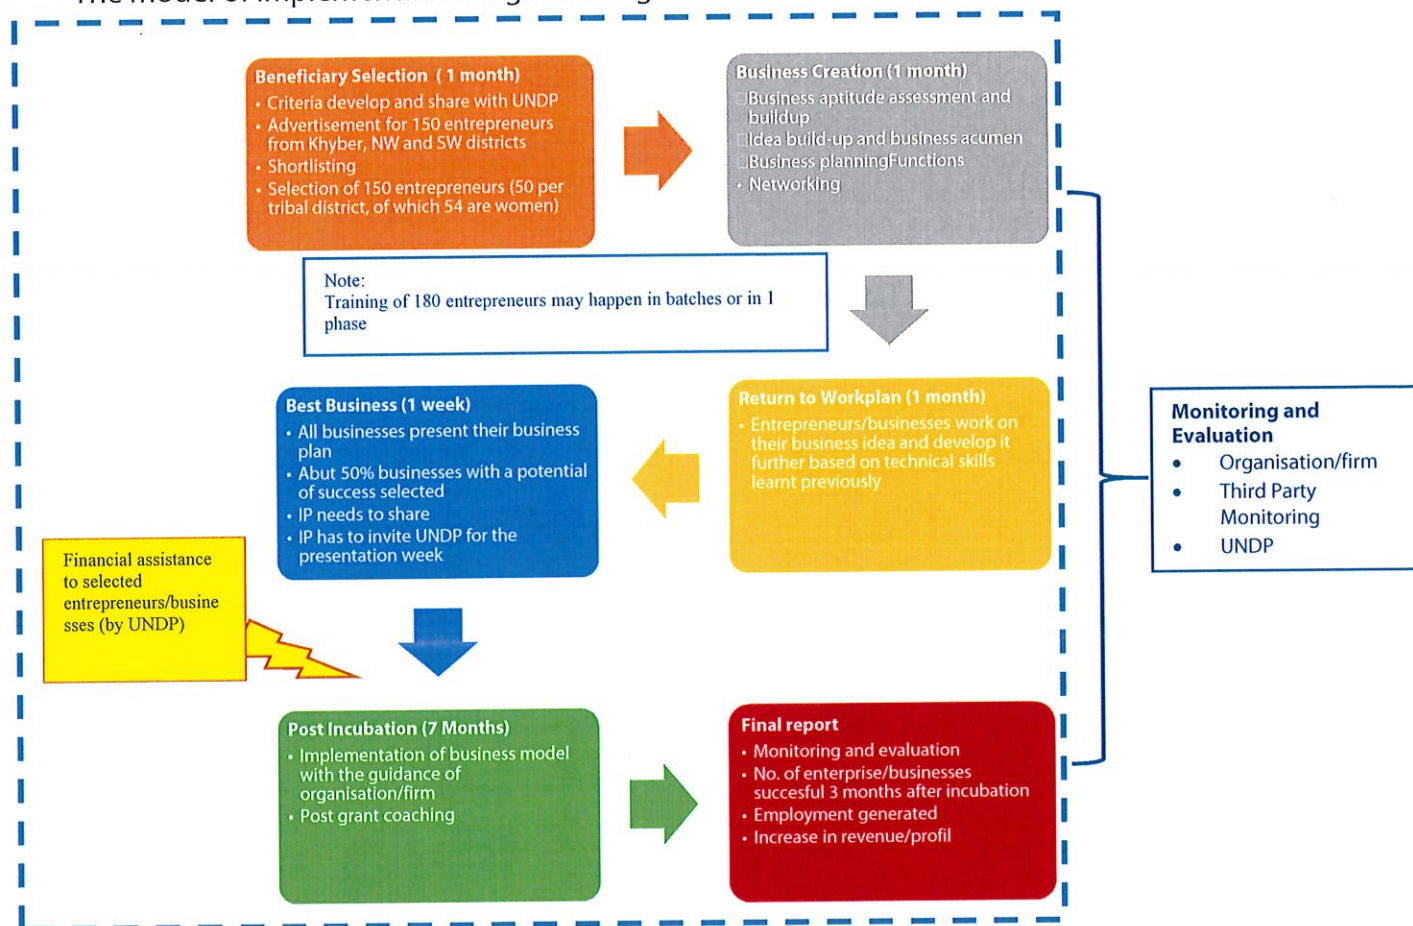 Beneficiary Selection ( 1 month)
• Criteria develop and share with UNDP
• Advertisement for 150 entrepreneurs
from Khyber, NW and SW districts
• Shortlisting
• Selection of 150 entrepreneurs (50 per
tribal district, of which 54 are women)
Business Creation (1 month)
□Business aptitude assessment and
buildup
□Idea build-up and business acumen
□Business planningFunctions
• Networking
Note:
Training of 180 entrepreneurs may happen in batches or in 1
phase
Return to Workplan (1 month)
• Entrepreneurs/businesses work on
their business idea and develop it
further based on technical skills
learnt previously
Best Business (1 week)
• All businesses present their business
plan
• Abut 50% businesses with a potential
of success selected
• IP needs to share
• IP has to invite UNDP for the
presentation week
Financial assistance
to selected
entrepreneurs/busine
sses (by UNDP)
Post Incubation (7 Months)
• Implementation of business model
with the guidance of
organisation/firm
• Post grant coaching
Final report
• Monitoring and evaluation
• No. of enterprise/businesses
succesful 3 months after incubation
• Employment generated
• Increase in revenue/profil
Monitoring and
Evaluation
• Organisation/firm
• Third Party
Monitoring
• UNDP